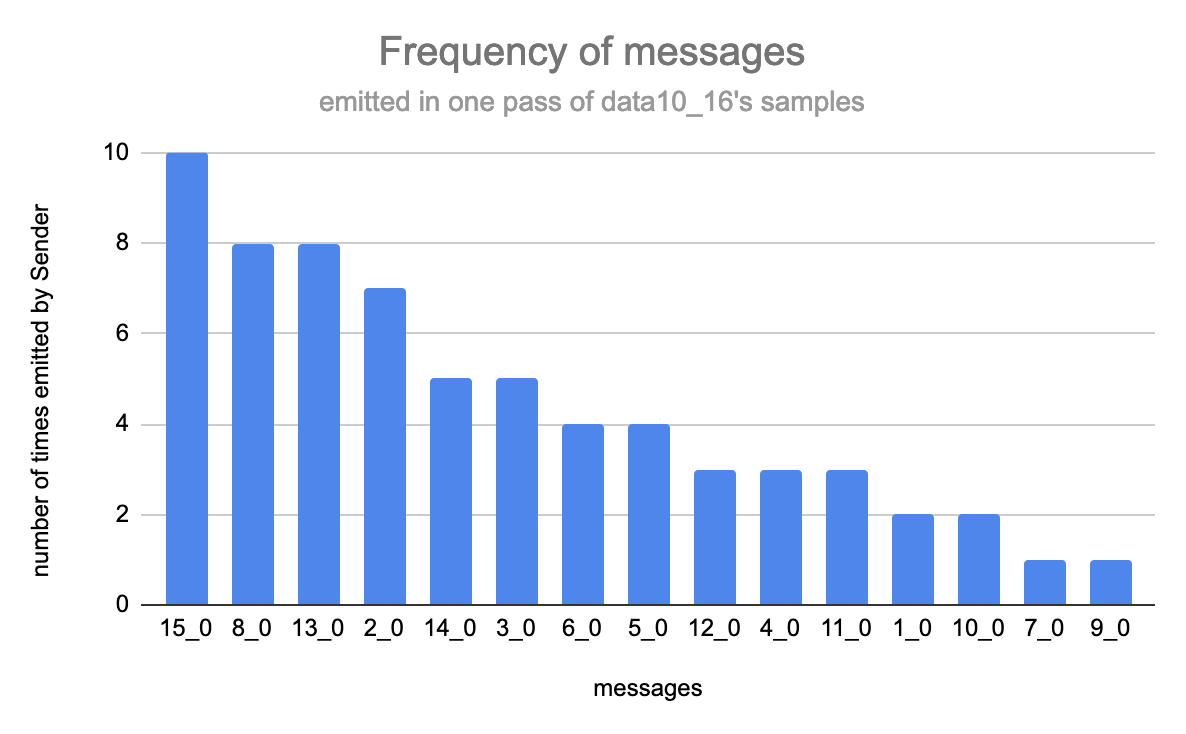 Frequency of messages
emitted in one pass of data10_16's samples
number of times emitted by Sender
10
8
6
4
2
0
15_0 8_0 13_0 2_0 14_0 3_0 6_0 5_0 12_0 4_0 11_0 1_0 10_0 7_0 9_0
messages